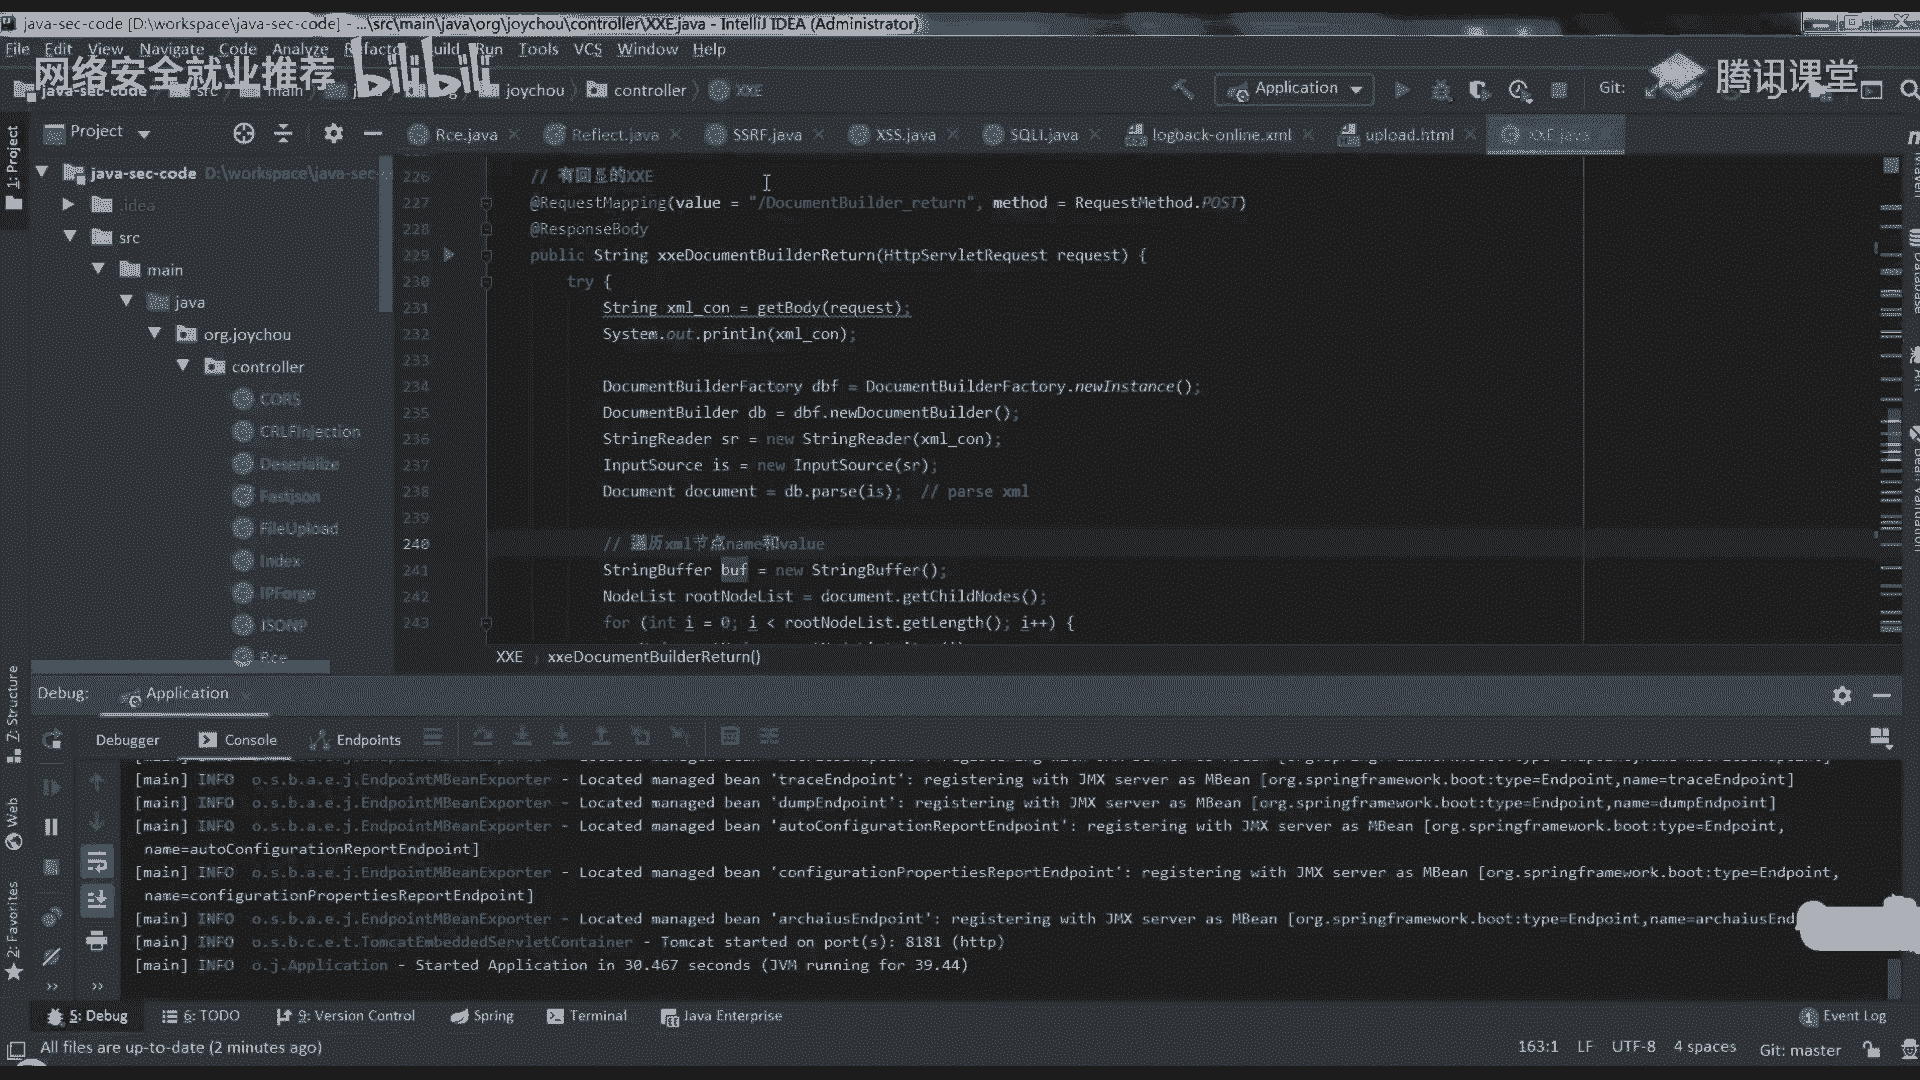 java-sec-code [D:\workspace\java-sec-code] - ...\src\main\java\org\joychou\controller\XXE.java - IntelliJ IDEA (Administrator)
File Edit View Navigate Code Analyze Run Tools VCS Window Help
网络安全就业推荐 bilibili 腾讯课堂
java-sec-code src main joychou controller XXE Application Git:
Project Rce.java Reflect.java SSRF.java XSS.java SQLI.java logback-online.xml upload.html XXE.java
1: Project
java-sec-code D:\workspace\java-sec-
.idea
src
main
java
org.joychou
controller
CORS
CRLFInjection
Deserialize
Fastjson
FileUpload
Index
IPForge
JSONP
Rce
226 // 有回显的XXE
227 @RequestMapping(value = "/DocumentBuilder_return", method = RequestMethod.POST)
228 @ResponseBody
229 public String xxeDocumentBuilderReturn(HttpServletRequest request) {
230 try {
231 String xml_con = getBody(request);
232 System.out.println(xml_con);
233
234 DocumentBuilderFactory dbf = DocumentBuilderFactory.newInstance();
235 DocumentBuilder db = dbf.newDocumentBuilder();
236 StringReader sr = new StringReader(xml_con);
237 InputSource is = new InputSource(sr);
238 Document document = db.parse(is); // parse xml
239
240 // 遍历xml节点name和value
241 StringBuffer buf = new StringBuffer();
242 NodeList rootNodeList = document.getChildNodes();
243 for (int i = 0; i < rootNodeList.getLength(); i++) {
XXE xxeDocumentBuilderReturn()
Maven
Database
Bean Validation
Debug: Application
Debugger Console Endpoints
7: Structure
Web
2: Favorites
[main] INFO o.s.b.a.e.j.EndpointMBeanExporter - Located managed bean 'traceEndpoint': registering with JMX server as MBean [org.springframework.boot:type=Endpoint,name=traceEndpoint]
[main] INFO o.s.b.a.e.j.EndpointMBeanExporter - Located managed bean 'dumpEndpoint': registering with JMX server as MBean [org.springframework.boot:type=Endpoint,name=dumpEndpoint]
[main] INFO o.s.b.a.e.j.EndpointMBeanExporter - Located managed bean 'autoConfigurationReportEndpoint': registering with JMX server as MBean [org.springframework.boot:type=Endpoint,
name=autoConfigurationReportEndpoint]
[main] INFO o.s.b.a.e.j.EndpointMBeanExporter - Located managed bean 'configurationPropertiesReportEndpoint': registering with JMX server as MBean [org.springframework.boot:type=Endpoint,
name=configurationPropertiesReportEndpoint]
[main] INFO o.s.b.a.e.j.EndpointMBeanExporter - Located managed bean 'archaiusEndpoint': registering with JMX server as MBean [org.springframework.boot:type=Endpoint,name=archaiusEnd
[main] INFO o.s.b.c.e.t.TomcatEmbeddedServletContainer - Tomcat started on port(s): 8181 (http)
[main] INFO o.j.Application - Started Application in 30.467 seconds (JVM running for 39.44)
5: Debug 6: TODO 9: Version Control Spring Terminal Java Enterprise Event Log
All files are up-to-date (2 minutes ago) 163:1 LF UTF-8 4 spaces Git: master